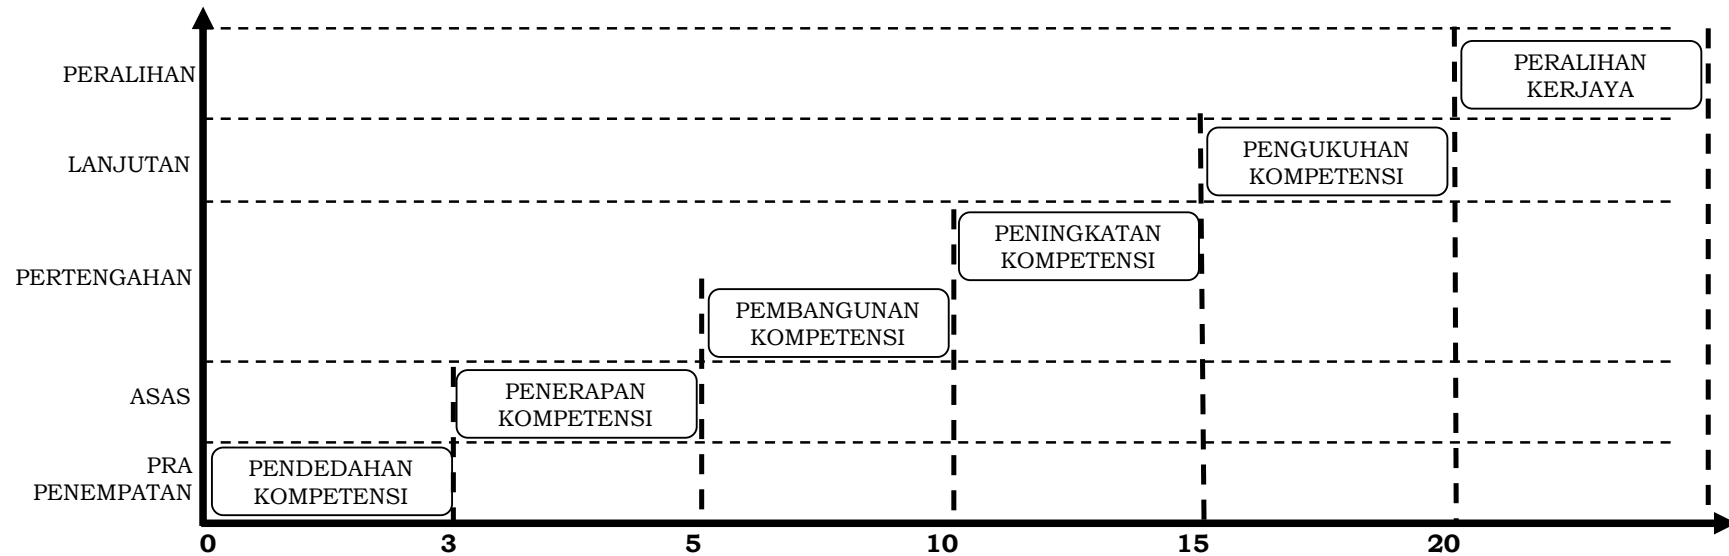 PERALIHAN
PERALIHAN
KERJAYA
LANJUTAN
PENGUKUHAN
KOMPETENSI
PERTENGAHAN
PENINGKATAN
KOMPETENSI
PEMBANGUNAN
KOMPETENSI
ASAS
PENERAPAN
KOMPETENSI
PRA
PENEMPATAN
PENDEDAHAN
KOMPETENSI
0 3 5 10 15 20